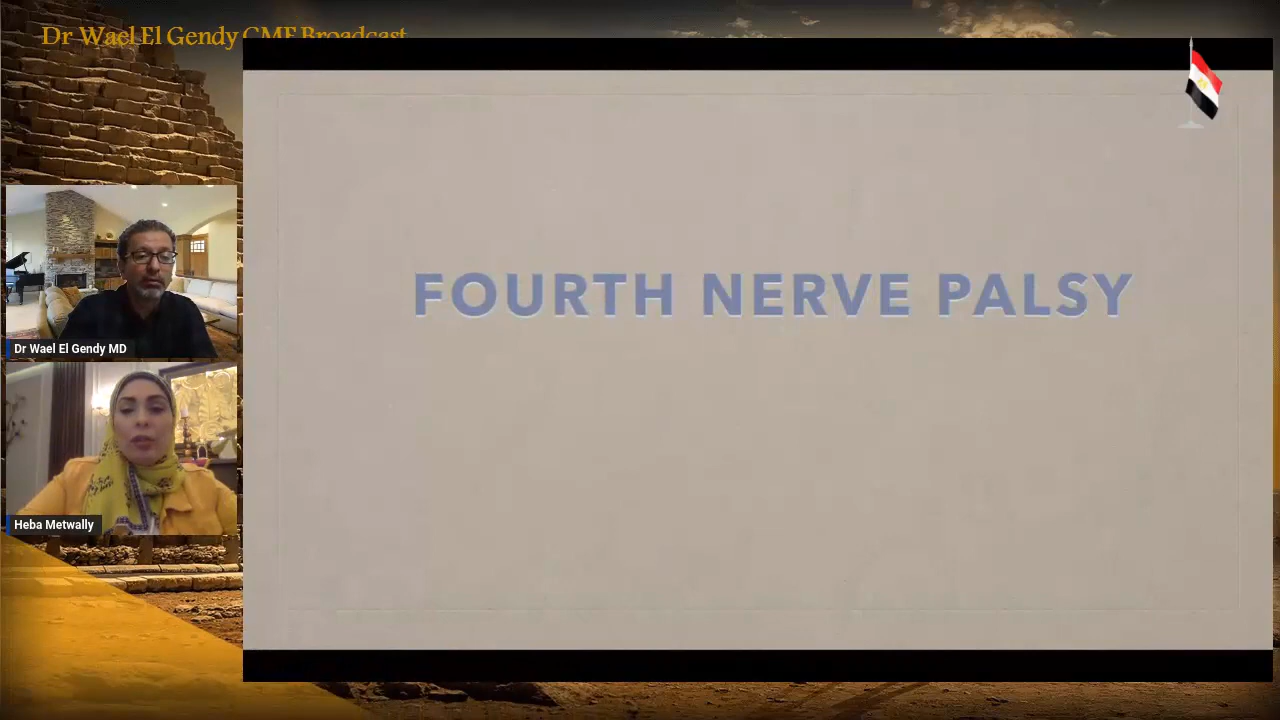 Dr Wael El Gendy CME Broadcast
FOURTH NERVE PALSY
Dr Wael El Gendy MD
Heba Metwally